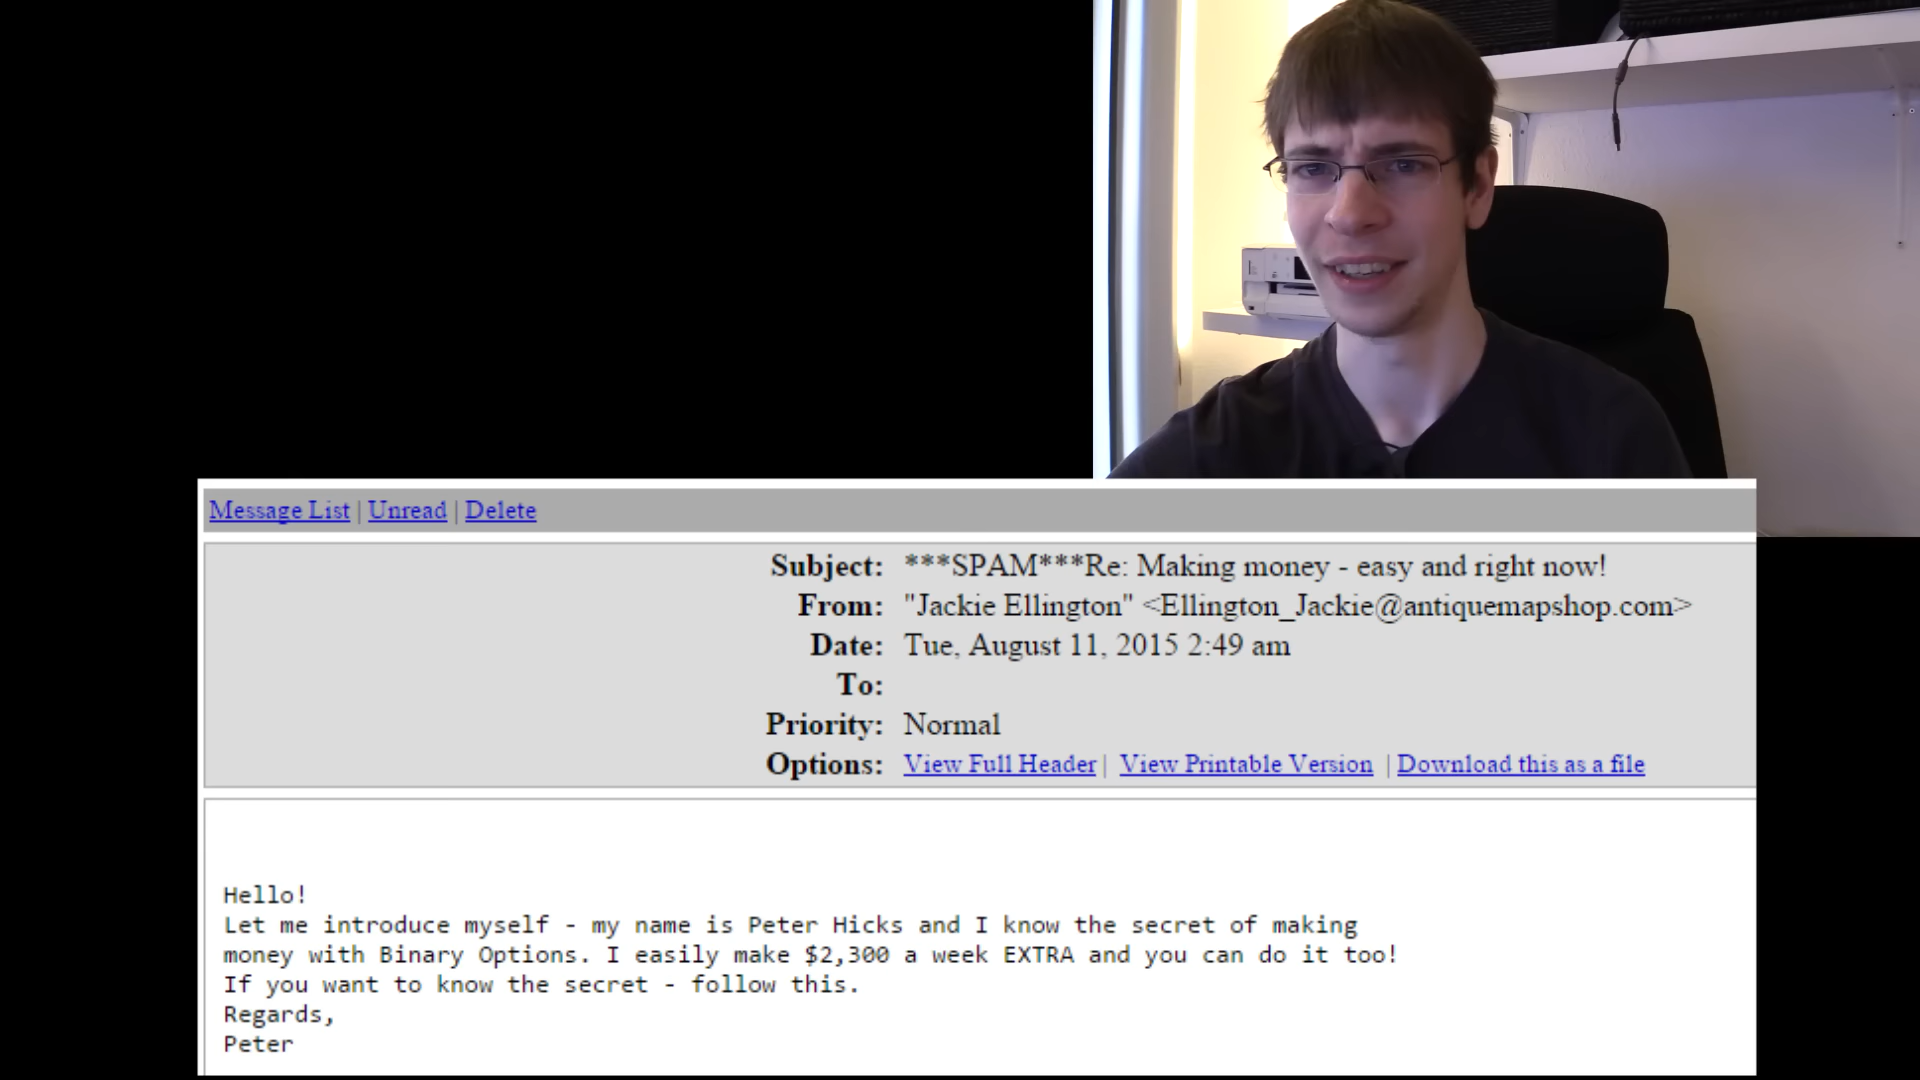 Message List | Unread | Delete
Subject: ***SPAM***Re: Making money - easy and right now!
From: "Jackie Ellington" <Ellington_Jackie@antiquemapshop.com>
Date: Tue, August 11, 2015 2:49 am
To:
Priority: Normal
Options: View Full Header | View Printable Version | Download this as a file
Hello!
Let me introduce myself - my name is Peter Hicks and I know the secret of making
money with Binary Options. I easily make $2,300 a week EXTRA and you can do it too!
If you want to know the secret - follow this.
Regards,
Peter